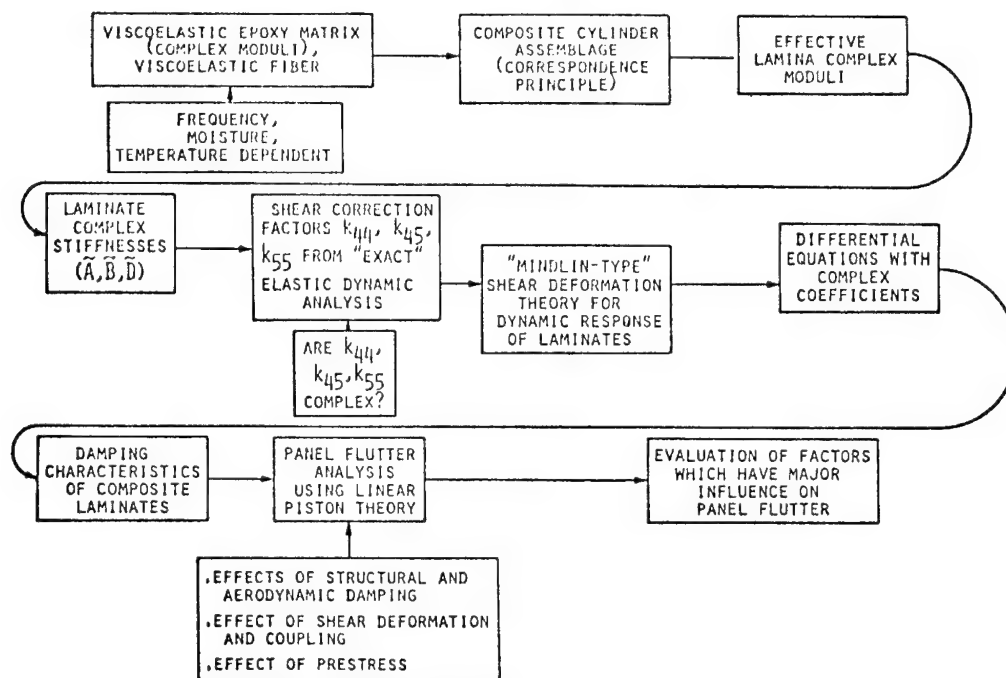 VISCOELASTIC EPOXY MATRIX
(COMPLEX MODULI),
VISCOELASTIC FIBER
COMPOSITE CYLINDER
ASSEMBLAGE
(CORRESPONDENCE
PRINCIPLE)
EFFECTIVE
LAMINA COMPLEX
MODULI
FREQUENCY,
MOISTURE,
TEMPERATURE DEPENDENT
LAMINATE
COMPLEX
STIFFNESSES
(Ã,B̃,D̃)
SHEAR CORRECTION
FACTORS k44, k45,
k55 FROM "EXACT"
ELASTIC DYNAMIC
ANALYSIS
"MINDLIN-TYPE"
SHEAR DEFORMATION
THEORY FOR
DYNAMIC RESPONSE
OF LAMINATES
DIFFERENTIAL
EQUATIONS WITH
COMPLEX
COEFFICIENTS
ARE k44,
k45,k55
COMPLEX?
DAMPING
CHARACTERISTICS
OF COMPOSITE
LAMINATES
PANEL FLUTTER
ANALYSIS
USING LINEAR
PISTON THEORY
EVALUATION OF FACTORS
WHICH HAVE MAJOR
INFLUENCE ON
PANEL FLUTTER
.EFFECTS OF STRUCTURAL AND
AERODYNAMIC DAMPING
.EFFECT OF SHEAR DEFORMATION
AND COUPLING
.EFFECT OF PRESTRESS